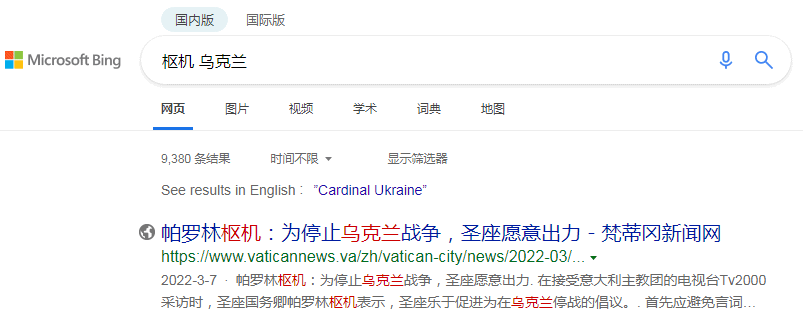 国内版 国际版
Microsoft Bing 枢机 乌克兰
网页 图片 视频 学术 词典 地图
9,380 条结果 时间不限 显示筛选器
See results in English： "Cardinal Ukraine"
帕罗林枢机：为停止乌克兰战争，圣座愿意出力 - 梵蒂冈新闻网
https://www.vaticannews.va/zh/vatican-city/news/2022-03/...
2022-3-7 · 帕罗林枢机：为停止乌克兰战争，圣座愿意出力. 在接受意大利主教团的电视台Tv2000
采访时，圣座国务卿帕罗林枢机表示，圣座乐于促进为在乌克兰停战的倡议。. 首先应避免言词…